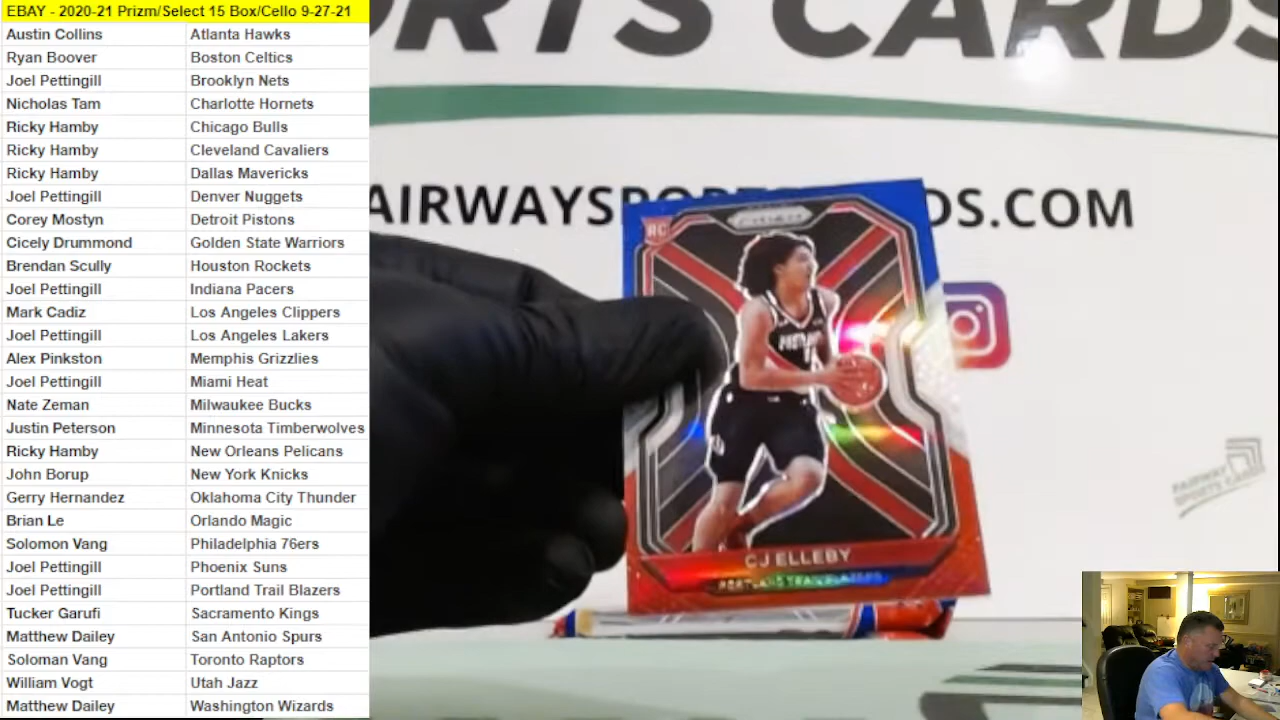 EBAY - 2020-21 Prizm/Select 15 Box/Cello 9-27-21
Austin Collins Atlanta Hawks
Ryan Boover Boston Celtics
Joel Pettingill Brooklyn Nets
Nicholas Tam Charlotte Hornets
Ricky Hamby Chicago Bulls
Ricky Hamby Cleveland Cavaliers
Ricky Hamby Dallas Mavericks
Joel Pettingill Denver Nuggets
Corey Mostyn Detroit Pistons
Cicely Drummond Golden State Warriors
Brendan Scully Houston Rockets
Joel Pettingill Indiana Pacers
Mark Cadiz Los Angeles Clippers
Joel Pettingill Los Angeles Lakers
Alex Pinkston Memphis Grizzlies
Joel Pettingill Miami Heat
Nate Zeman Milwaukee Bucks
Justin Peterson Minnesota Timberwolves
Ricky Hamby New Orleans Pelicans
John Borup New York Knicks
Gerry Hernandez Oklahoma City Thunder
Brian Le Orlando Magic
Solomon Vang Philadelphia 76ers
Joel Pettingill Phoenix Suns
Joel Pettingill Portland Trail Blazers
Tucker Garufi Sacramento Kings
Matthew Dailey San Antonio Spurs
Soloman Vang Toronto Raptors
William Vogt Utah Jazz
Matthew Dailey Washington Wizards
ORTS CARDS
AIRWAYSPO DS.COM
RC
PRIZM
CJ ELLEBY
PORTLAND TRAIL BLAZERS
FAIRWAY
SPORTS CARDS